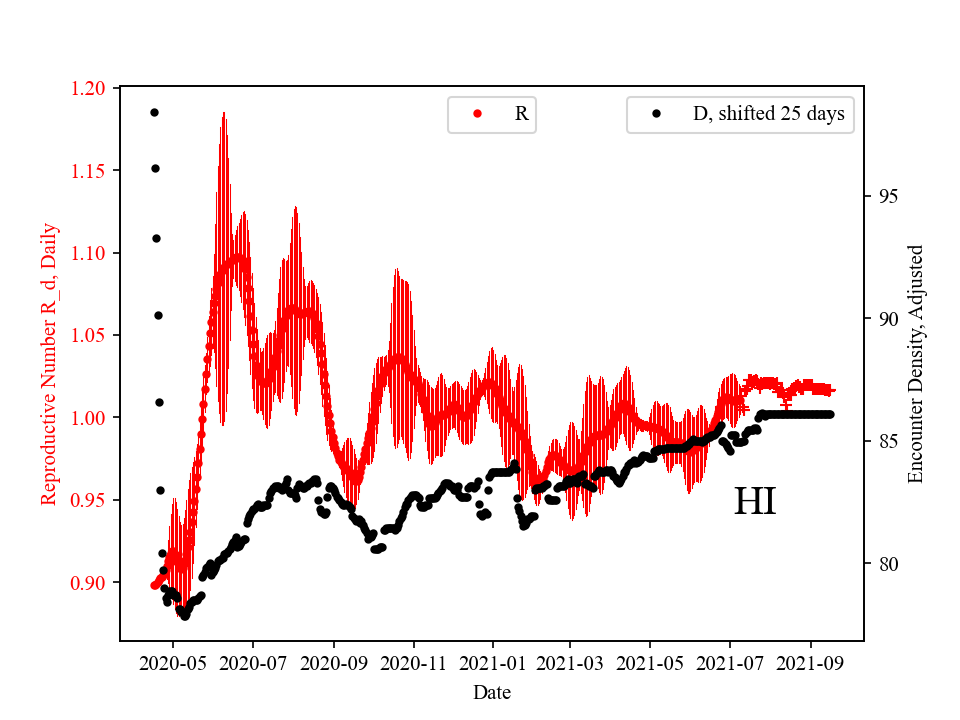 R
D, shifted 25 days
1.20
1.15
1.10
1.05
1.00
0.95
0.90
Reproductive Number R_d, Daily
95
90
85
80
Encounter Density, Adjusted
HI
2020-05 2020-07 2020-09 2020-11 2021-01 2021-03 2021-05 2021-07 2021-09
Date